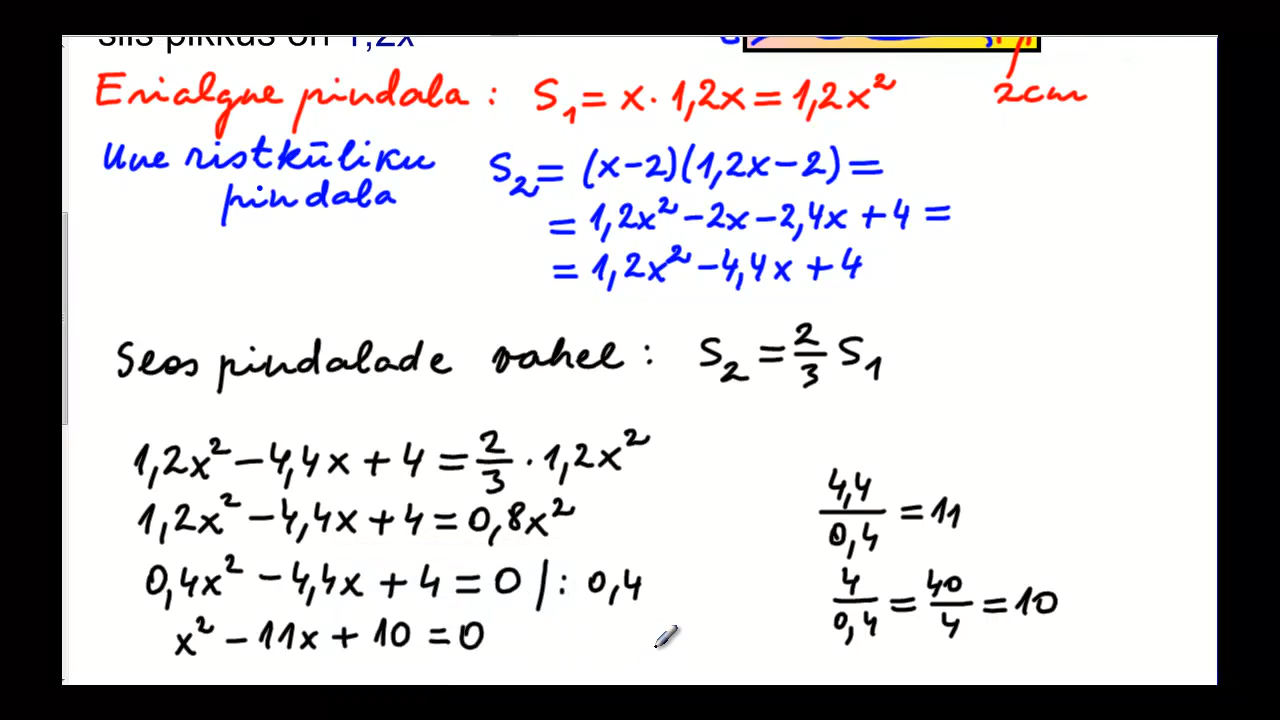 siis pikkus on 1,2x
2cm
Enialgne pindala : S₁ = x · 1,2x = 1,2x²
Uue ristküliku pindala
S₂ = (x-2)(1,2x-2) =
= 1,2x² - 2x - 2,4x + 4 =
= 1,2x² - 4,4x + 4
Seos pindalade vahel : S₂ = 2/3 S₁
1,2x² - 4,4x + 4 = 2/3 · 1,2x²
1,2x² - 4,4x + 4 = 0,8x²
0,4x² - 4,4x + 4 = 0 |: 0,4
x² - 11x + 10 = 0
4,4/0,4 = 11
4/0,4 = 40/4 = 10